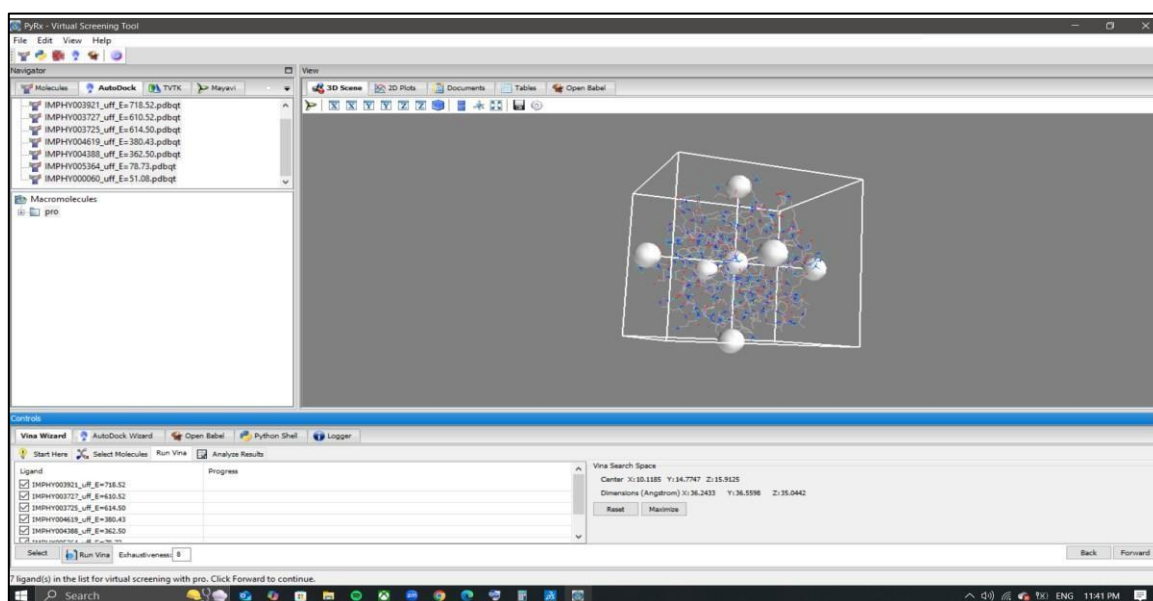 PyRx - Virtual Screening Tool
File Edit View Help
Navigator
Molecules AutoDock TVTK Mayavi
IMPHY003921_uff_E=718.52.pdbqt
IMPHY003727_uff_E=610.52.pdbqt
IMPHY003725_uff_E=614.50.pdbqt
IMPHY004619_uff_E=380.43.pdbqt
IMPHY004388_uff_E=362.50.pdbqt
IMPHY005364_uff_E=78.73.pdbqt
IMPHY000060_uff_E=51.08.pdbqt
Macromolecules
pro
View
3D Scene 2D Plots Documents Tables Open Babel
X X Y Y Z Z
Controls
Vina Wizard AutoDock Wizard Open Babel Python Shell Logger
Start Here Select Molecules Run Vina Analyze Results
Ligand Progress
IMPHY003921_uff_E=718.52
IMPHY003727_uff_E=610.52
IMPHY003725_uff_E=614.50
IMPHY004619_uff_E=380.43
IMPHY004388_uff_E=362.50
Vina Search Space
Center X:10.1185 Y:14.7747 Z:15.9125
Dimensions (Angstrom) X:36.2433 Y:36.5598 Z:35.0442
Reset Maximize
Select Run Vina Exhaustiveness: 8 Back Forward
7 ligand(s) in the list for virtual screening with pro. Click Forward to continue.
Search ENG 11:41 PM